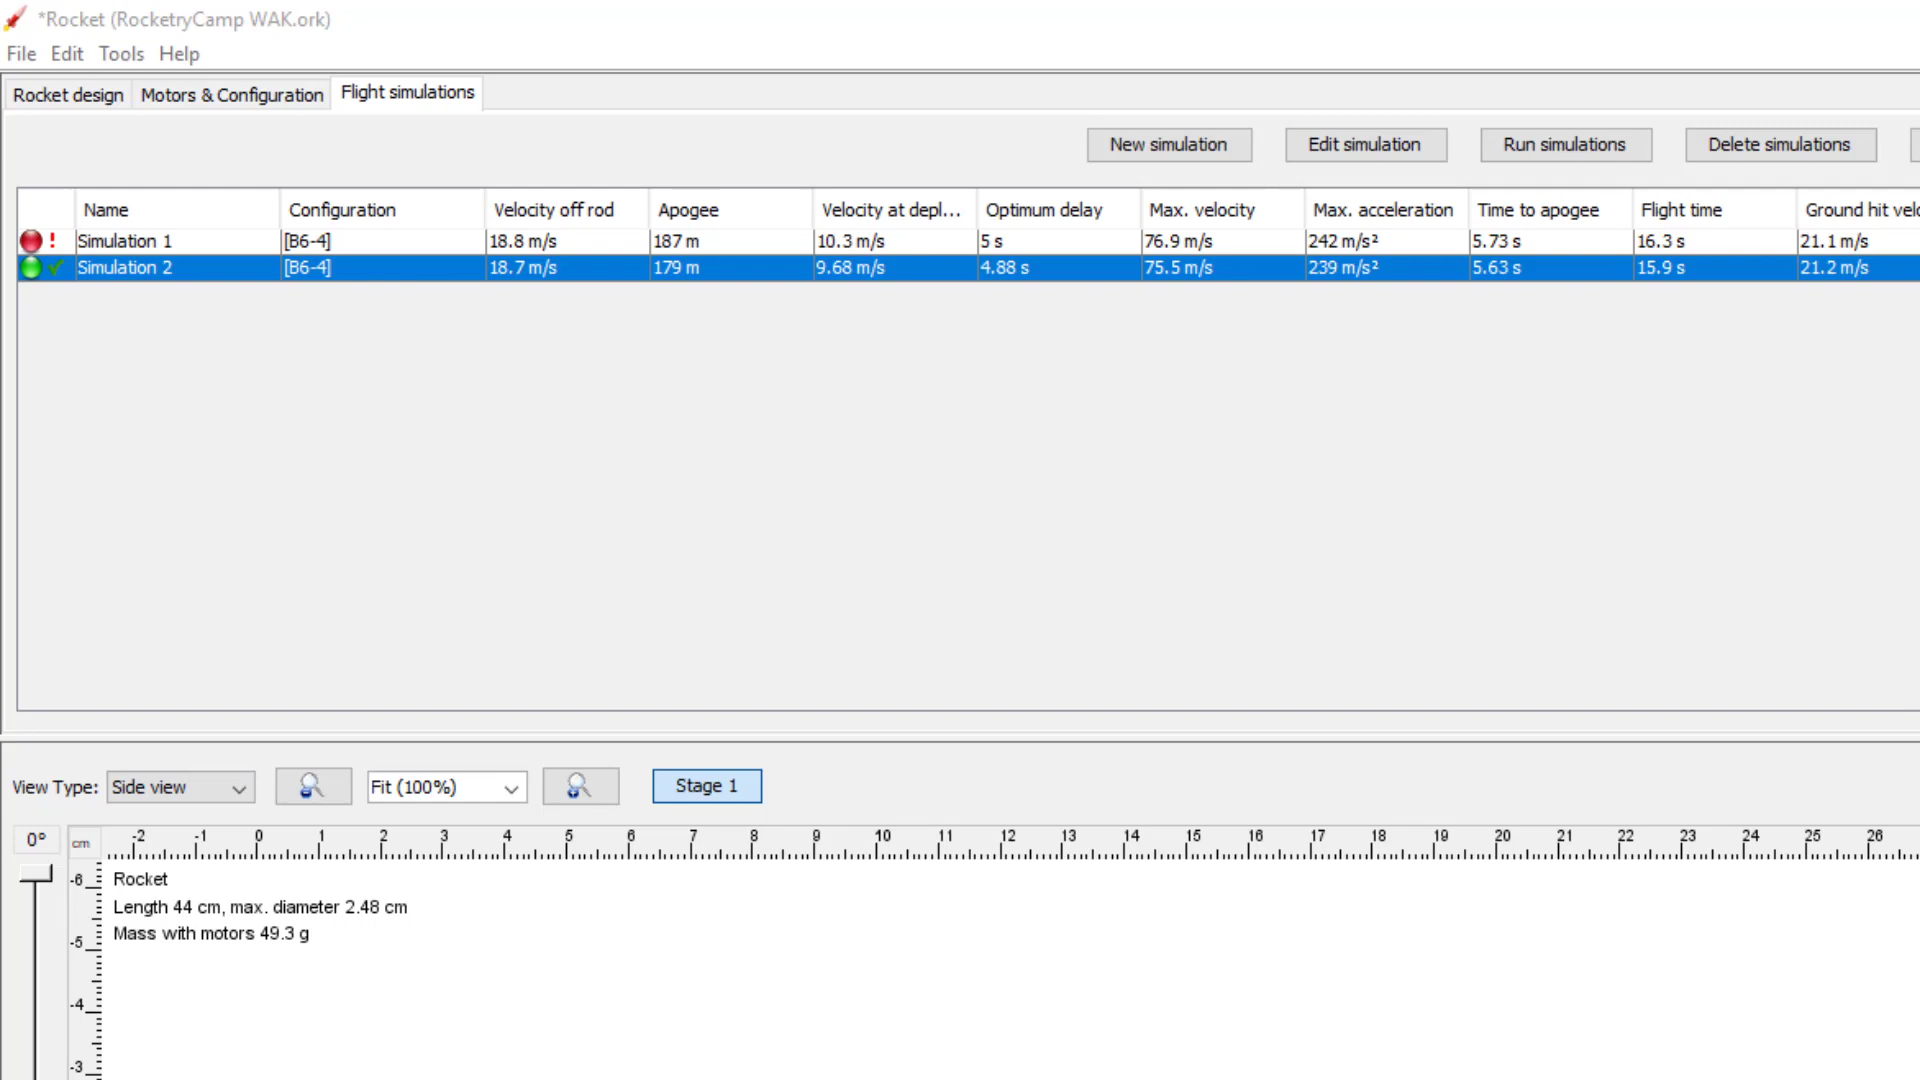 *Rocket (RocketryCamp WAK.ork)
File Edit Tools Help
Rocket design Motors & Configuration Flight simulations
New simulation Edit simulation Run simulations Delete simulations
Name Configuration Velocity off rod Apogee Velocity at depl... Optimum delay Max. velocity Max. acceleration Time to apogee Flight time Ground hit velo
! Simulation 1 [B6-4] 18.8 m/s 187 m 10.3 m/s 5 s 76.9 m/s 242 m/s² 5.73 s 16.3 s 21.1 m/s
Simulation 2 [B6-4] 18.7 m/s 179 m 9.68 m/s 4.88 s 75.5 m/s 239 m/s² 5.63 s 15.9 s 21.2 m/s
View Type: Side view Fit (100%) Stage 1
0° cm -2 -1 0 1 2 3 4 5 6 7 8 9 10 11 12 13 14 15 16 17 18 19 20 21 22 23 24 25 26
-6 Rocket
Length 44 cm, max. diameter 2.48 cm
Mass with motors 49.3 g
-5
-4
-3